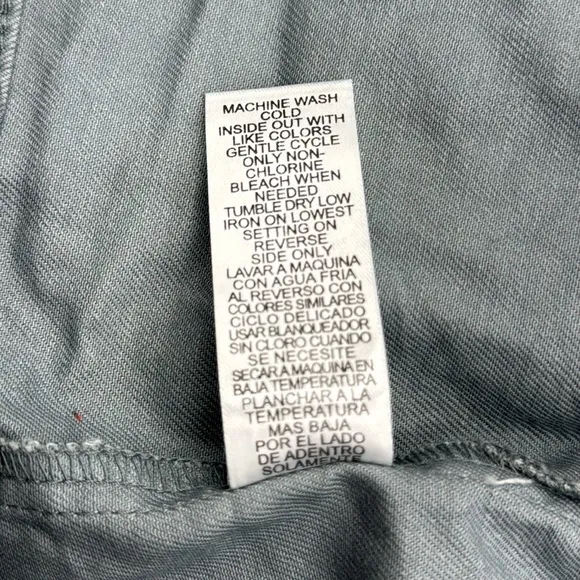 MACHINE WASH
COLD
INSIDE OUT WITH
LIKE COLORS
GENTLE CYCLE
ONLY NON-
CHLORINE
BLEACH WHEN
NEEDED
TUMBLE DRY LOW
IRON ON LOWEST
SETTING ON
REVERSE
SIDE ONLY
LAVAR A MAQUINA
CON AGUA FRIA
AL REVERSO CON
COLORES SIMILARES
CICLO DELICADO
USAR BLANQUEADOR
SIN CLORO CUANDO
SE NECESITE
SECAR A MAQUINA EN
BAJA TEMPERATURA
PLANCHAR A LA
TEMPERATURA
MAS BAJA
POR EL LADO
DE ADENTRO
SOLAMENTE